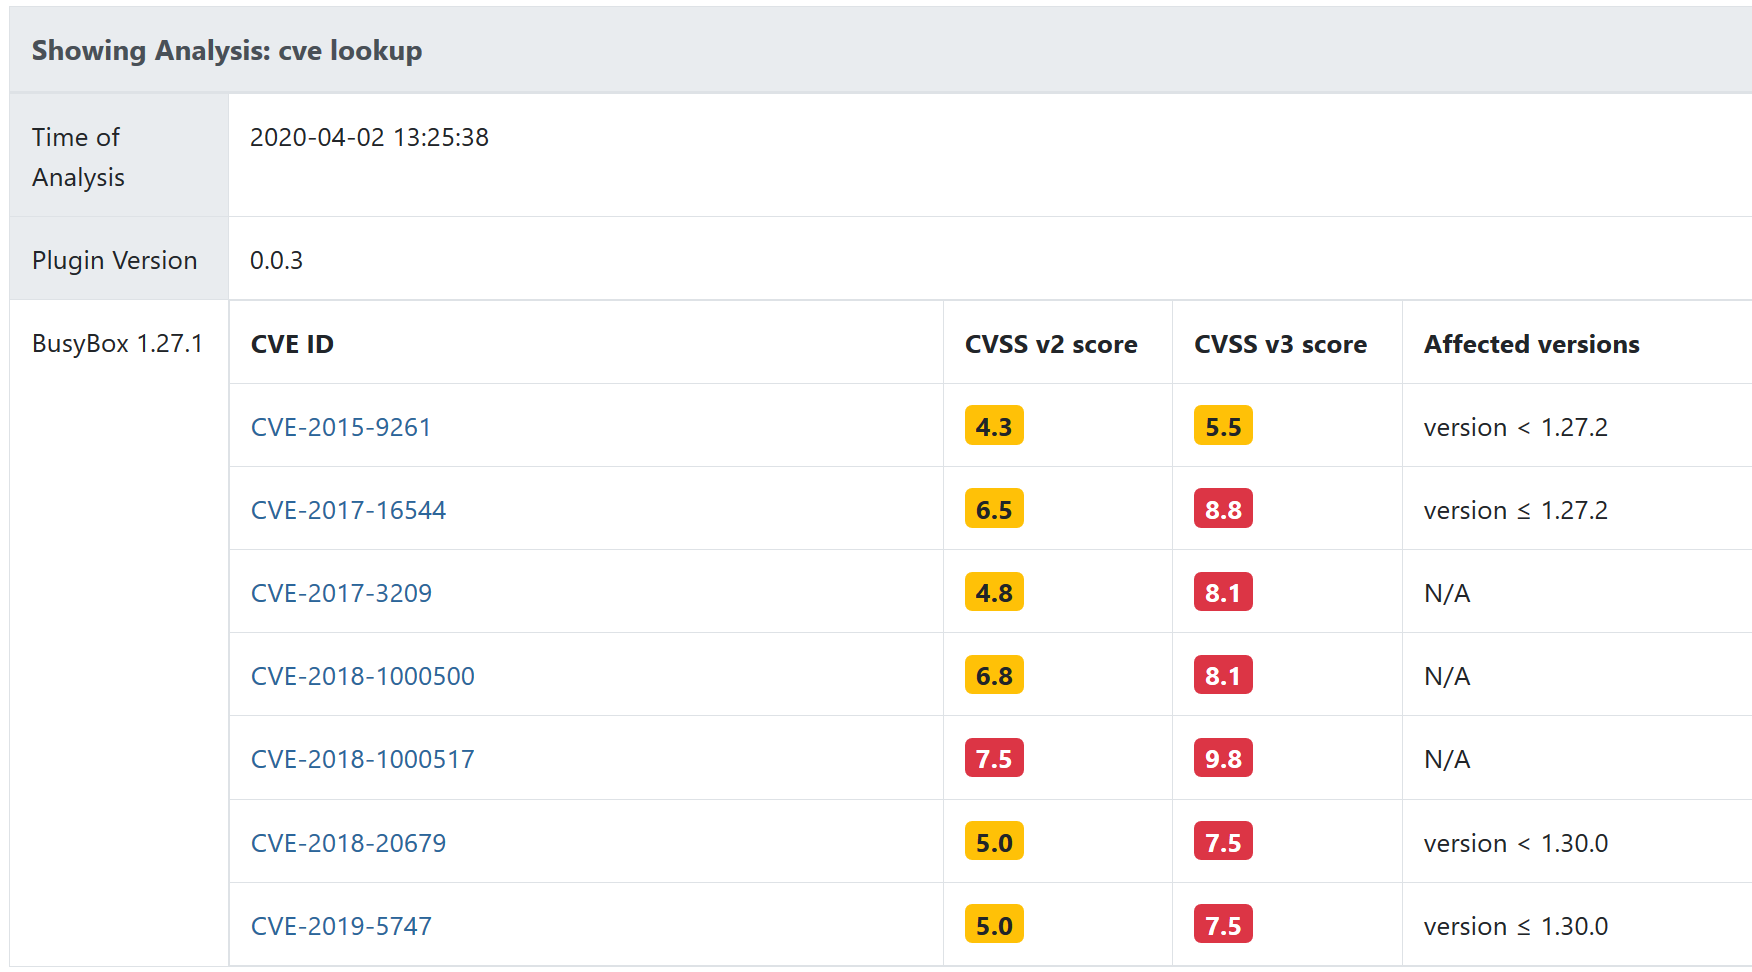 Showing Analysis: cve lookup
Time of
Analysis
2020-04-02 13:25:38
Plugin Version
0.0.3
BusyBox 1.27.1
CVE ID CVSS v2 score CVSS v3 score Affected versions
CVE-2015-9261 4.3 5.5 version < 1.27.2
CVE-2017-16544 6.5 8.8 version ≤ 1.27.2
CVE-2017-3209 4.8 8.1 N/A
CVE-2018-1000500 6.8 8.1 N/A
CVE-2018-1000517 7.5 9.8 N/A
CVE-2018-20679 5.0 7.5 version < 1.30.0
CVE-2019-5747 5.0 7.5 version ≤ 1.30.0